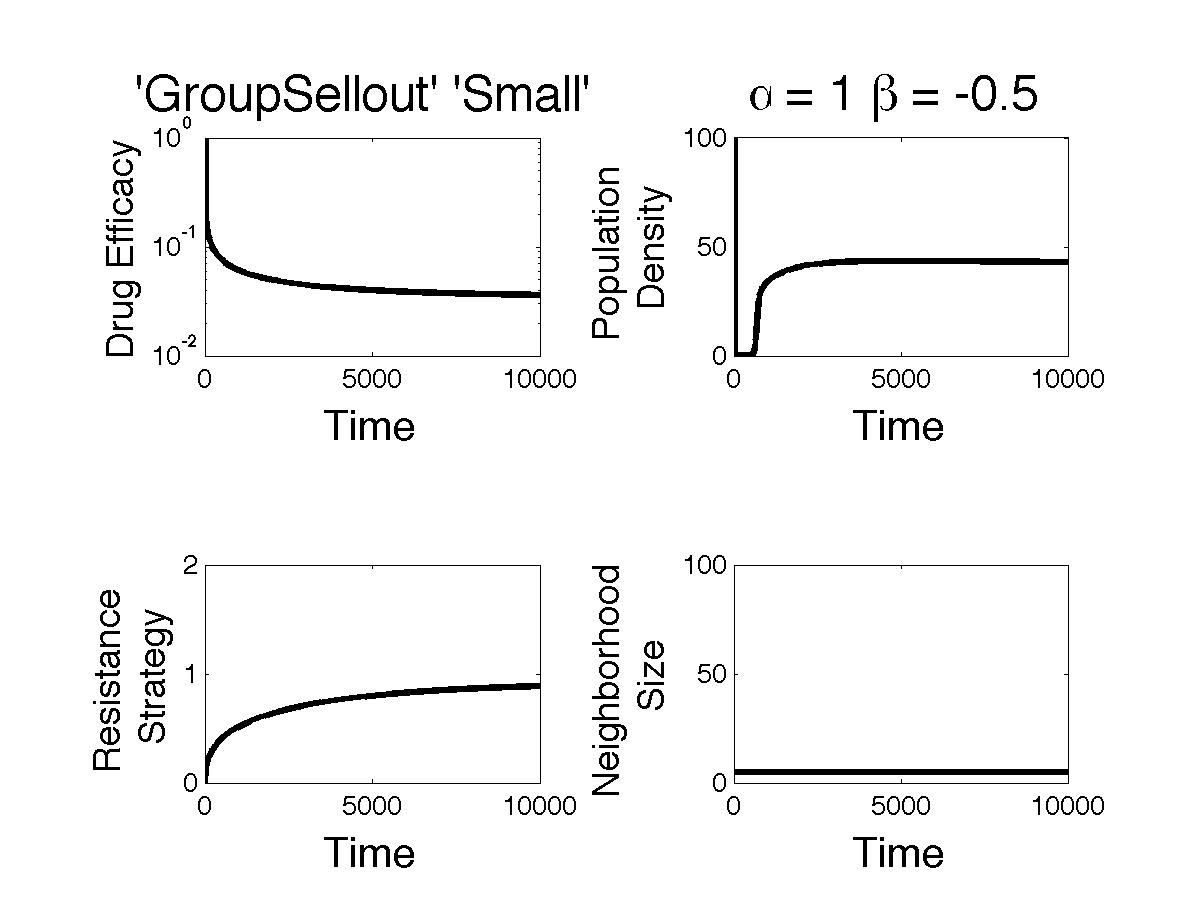 'GroupSellout' 'Small'
α = 1 β = -0.5
Drug Efficacy
10^0
10^-1
10^-2
0 5000 10000
Time
Population
Density
100
50
0
0 5000 10000
Time
Resistance
Strategy
2
1
0
0 5000 10000
Time
Neighborhood
Size
100
50
0
0 5000 10000
Time